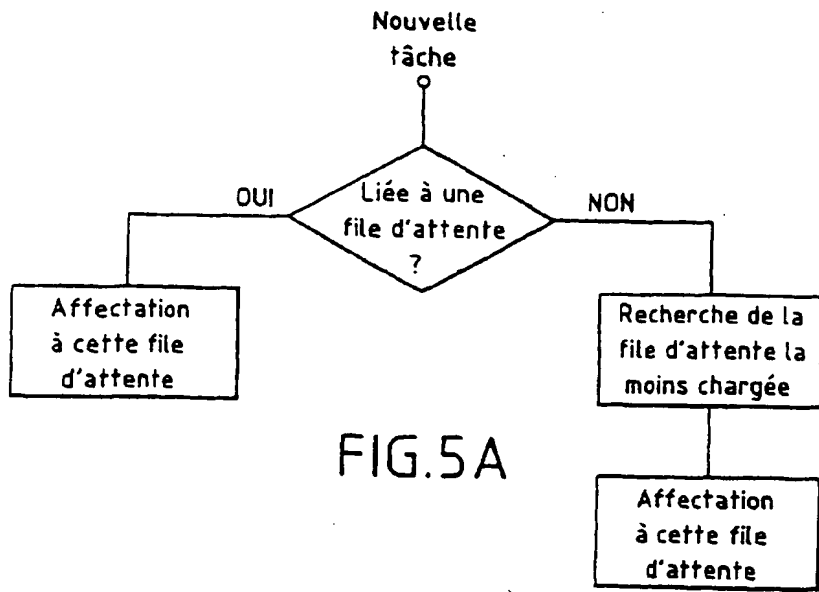 Nouvelle
tâche
OUI
Liée à une
file d'attente
?
NON
Affectation
à cette file
d'attente
Recherche de la
file d'attente la
moins chargée
FIG.5A
Affectation
à cette file
d'attente